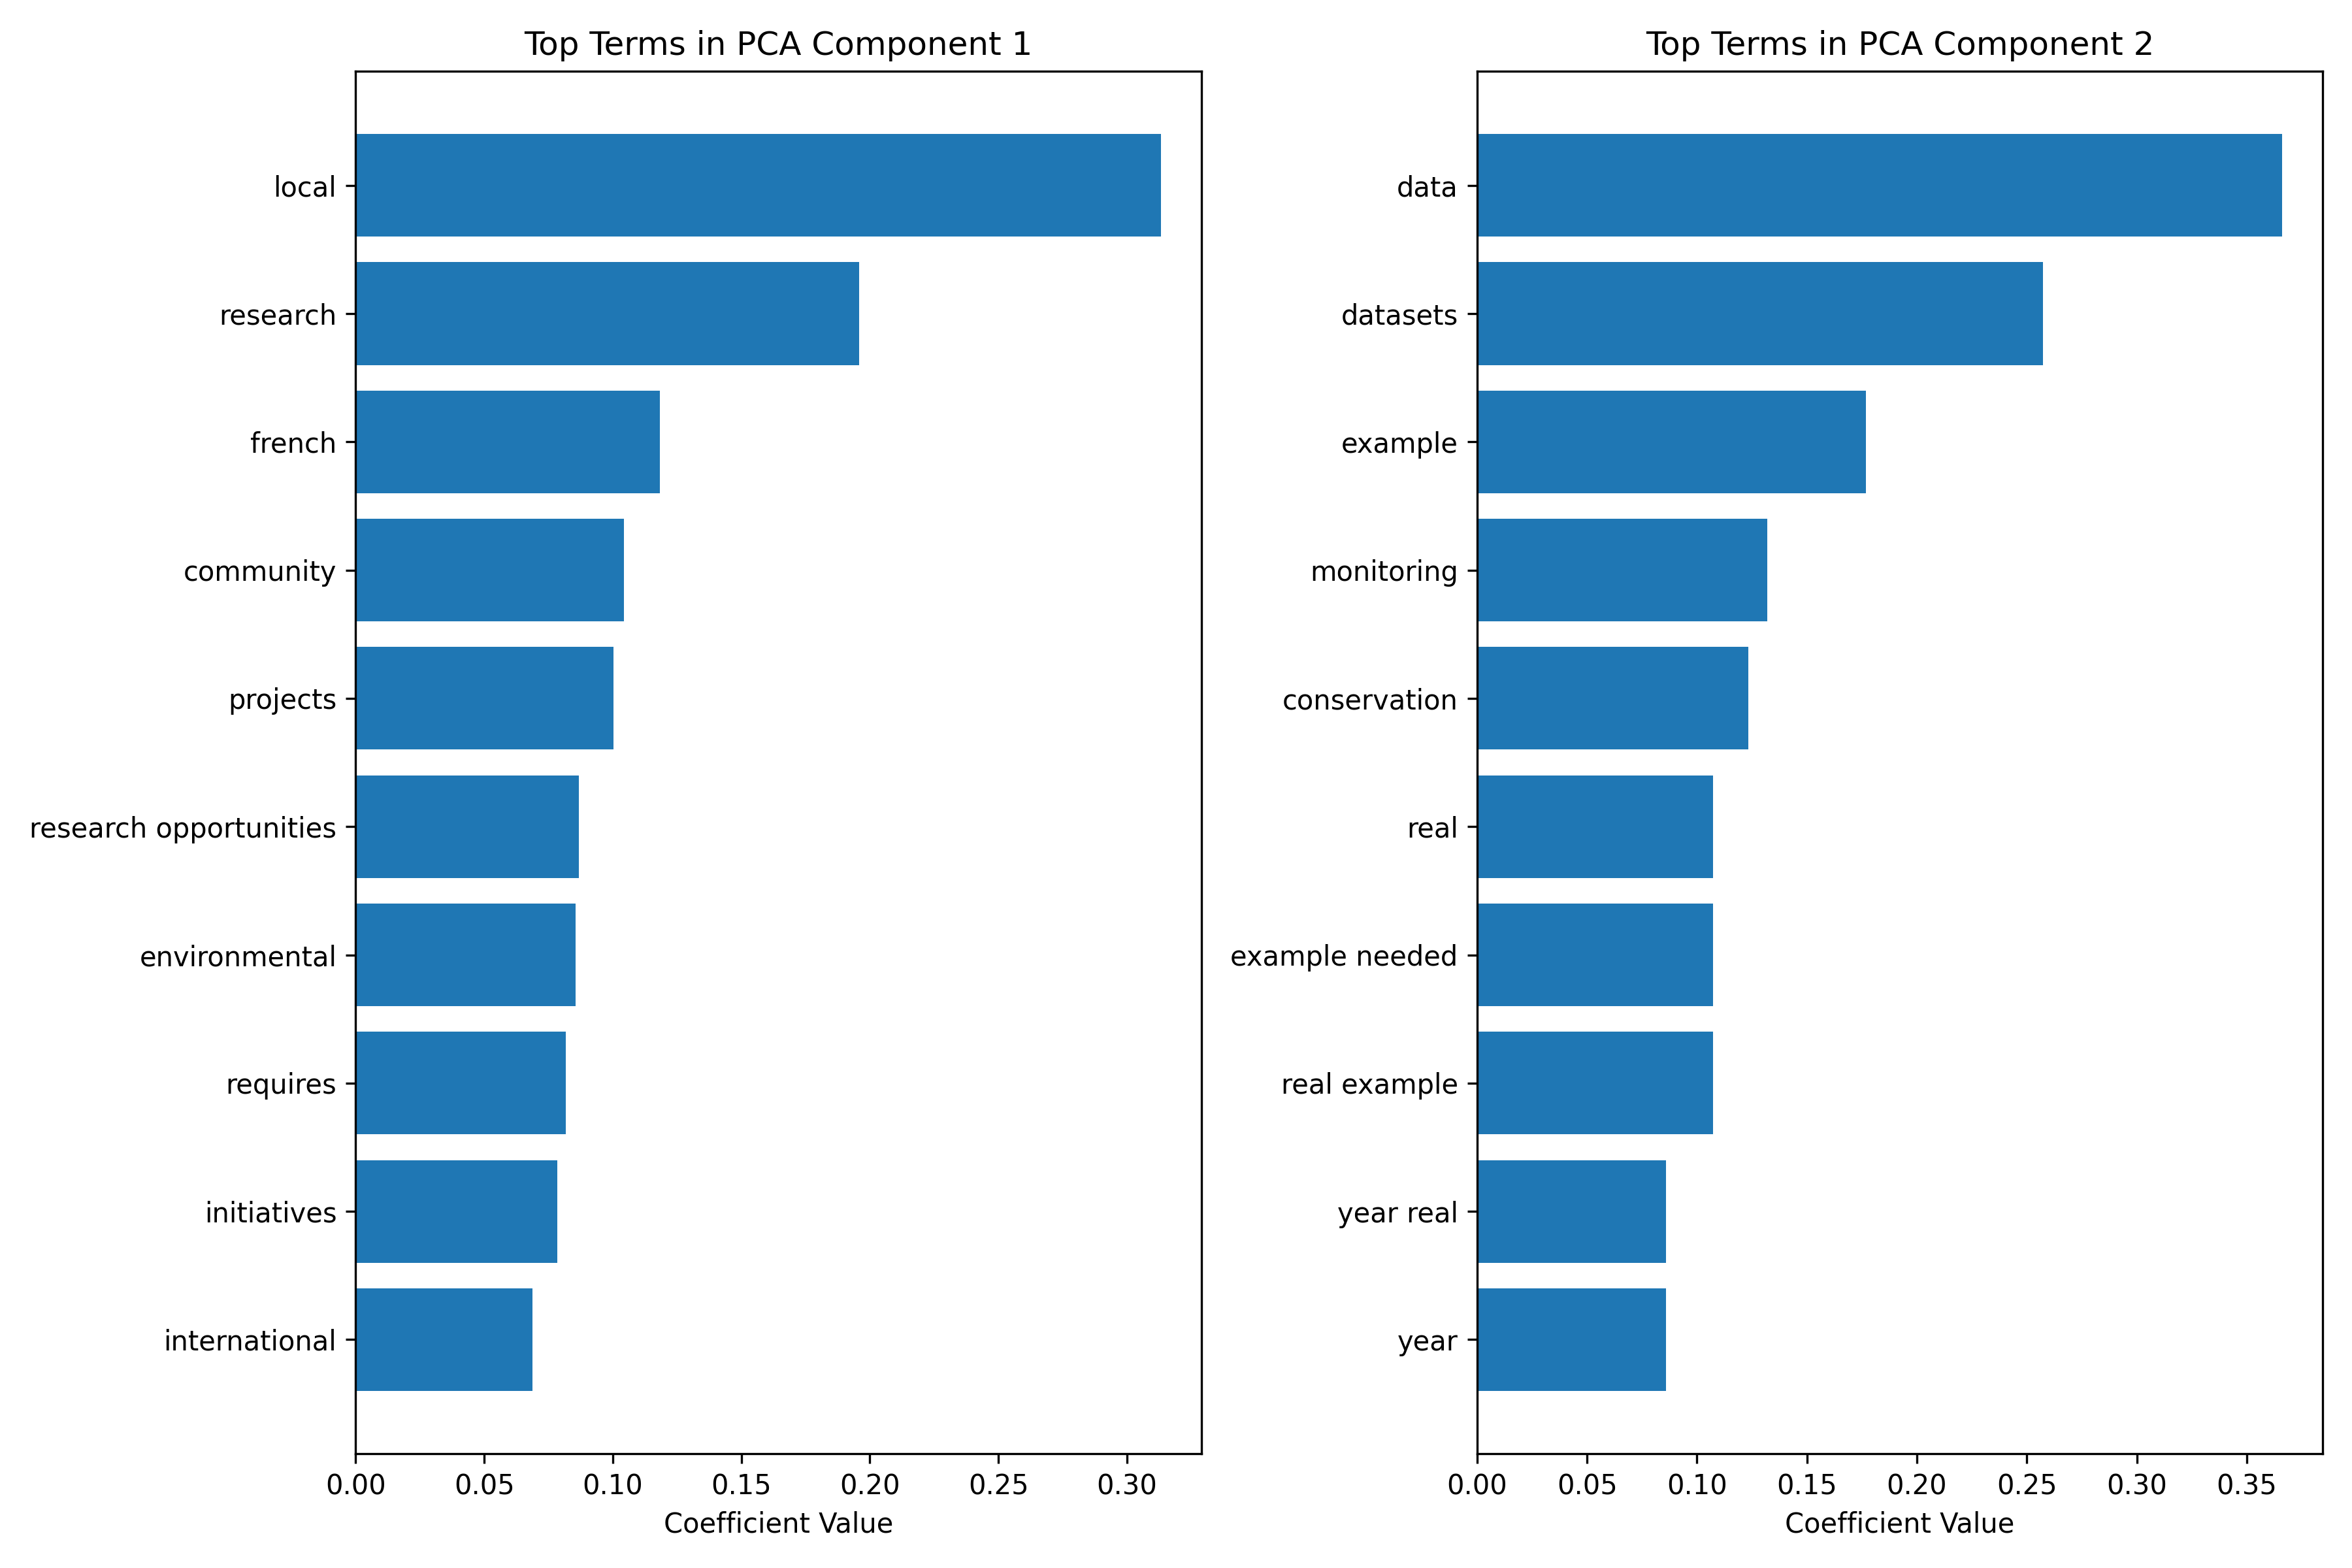 Top Terms in PCA Component 1
local
research
french
community
projects
research opportunities
environmental
requires
initiatives
international
0.00 0.05 0.10 0.15 0.20 0.25 0.30
Coefficient Value
Top Terms in PCA Component 2
data
datasets
example
monitoring
conservation
real
example needed
real example
year real
year
0.00 0.05 0.10 0.15 0.20 0.25 0.30 0.35
Coefficient Value